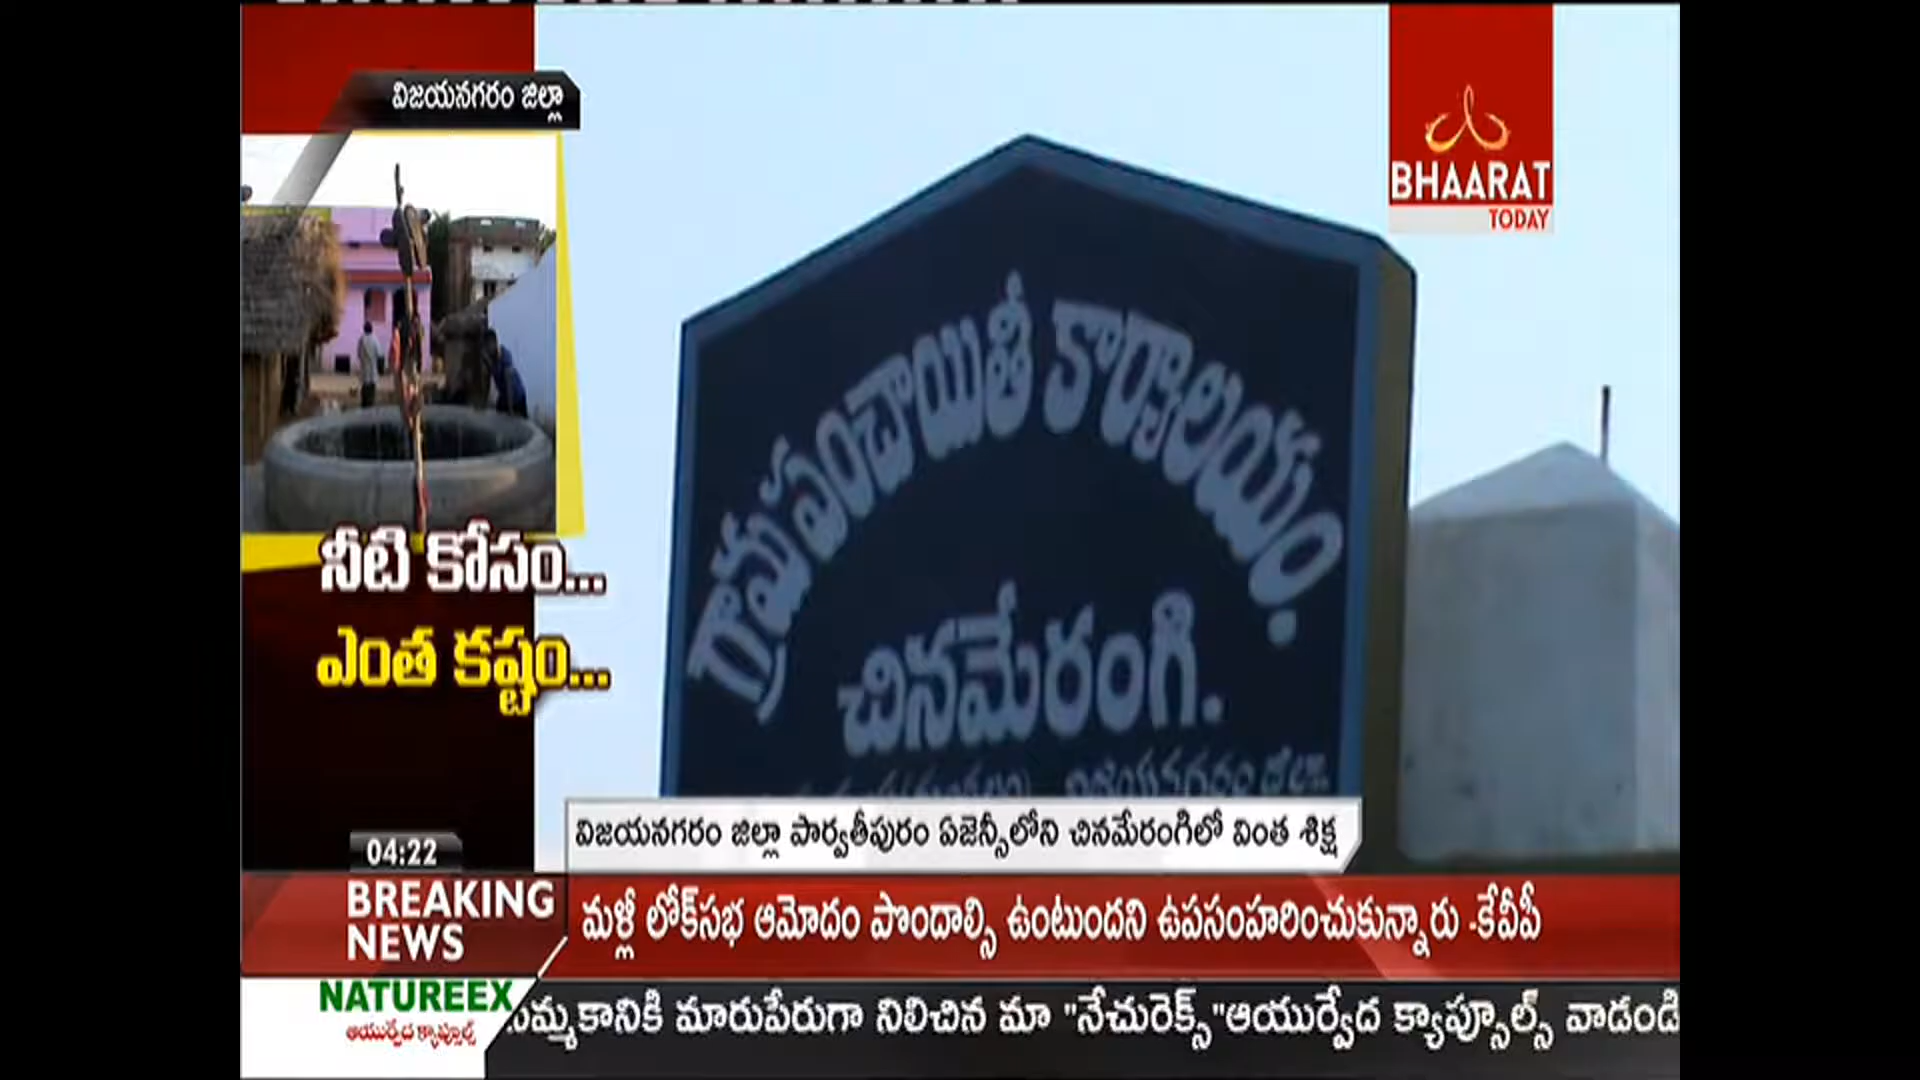 విజయనగరం జిల్లా
BHAARAT
TODAY
గ్రామ పంచాయితీ కార్యాలయం.
చినమేరంగి.
విజయనగరం జిల్లా
నీటి కోసం...
ఎంత కష్టం...
విజయనగరం జిల్లా పార్వతీపురం ఏజెన్సీలోని చినమేరంగిలో వింత శిక్ష
04:22
BREAKING
NEWS
మళ్లీ లోక్‌సభ ఆమోదం పొందాల్సి ఉంటుందని ఉపసంహరించుకున్నారు -కేవీపీ
NATUREEX
ఆయుర్వేద క్యాప్సూల్స్
నమ్మకానికి మారుపేరుగా నిలిచిన మా "నేచురెక్స్"ఆయుర్వేద క్యాప్సూల్స్ వాడండి